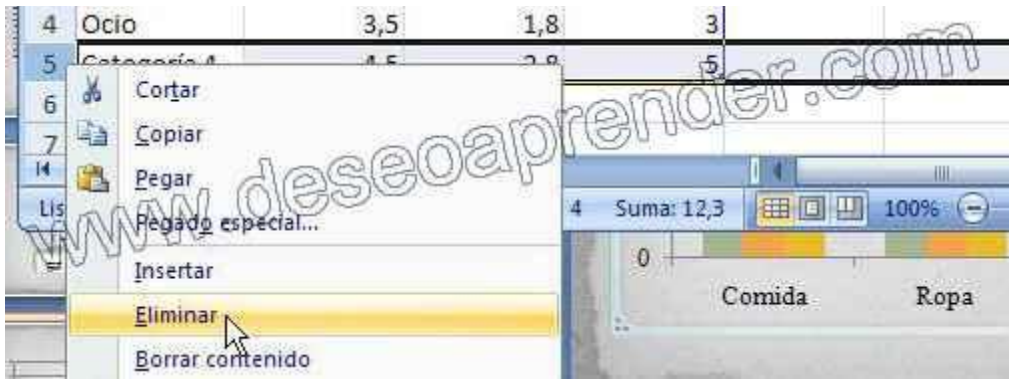 4 Ocio 3,5 1,8 3
5 Categoría 4 4,5 2,8 5
6
7
Cortar
Copiar
Pegar
Pegado especial...
Insertar
Eliminar
Borrar contenido
Lis
4 Suma: 12,3 100%
0
Comida Ropa
www.deseoaprender.com